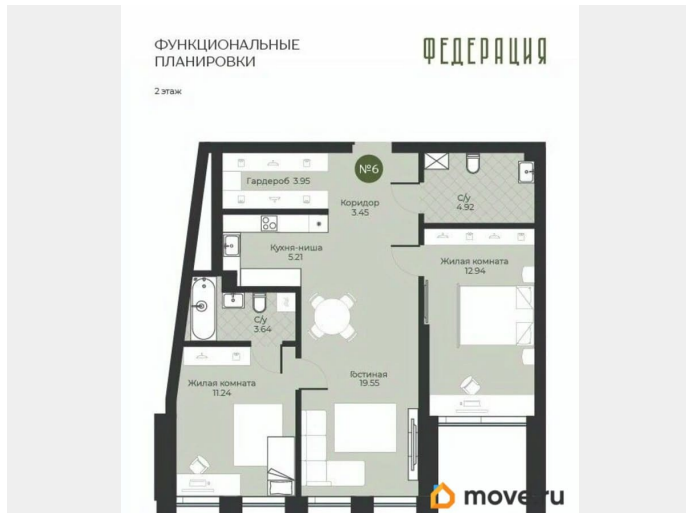 ФУНКЦИОНАЛЬНЫЕ
ПЛАНИРОВКИ
ФЕДЕРАЦИЯ
2 этаж
№6
Гардероб 3.95
Коридор
3.45
С/у
4.92
Кухня-ниша
5.21
Жилая комната
12.94
С/у
3.64
Жилая комната
11.24
Гостиная
19.55
move.ru